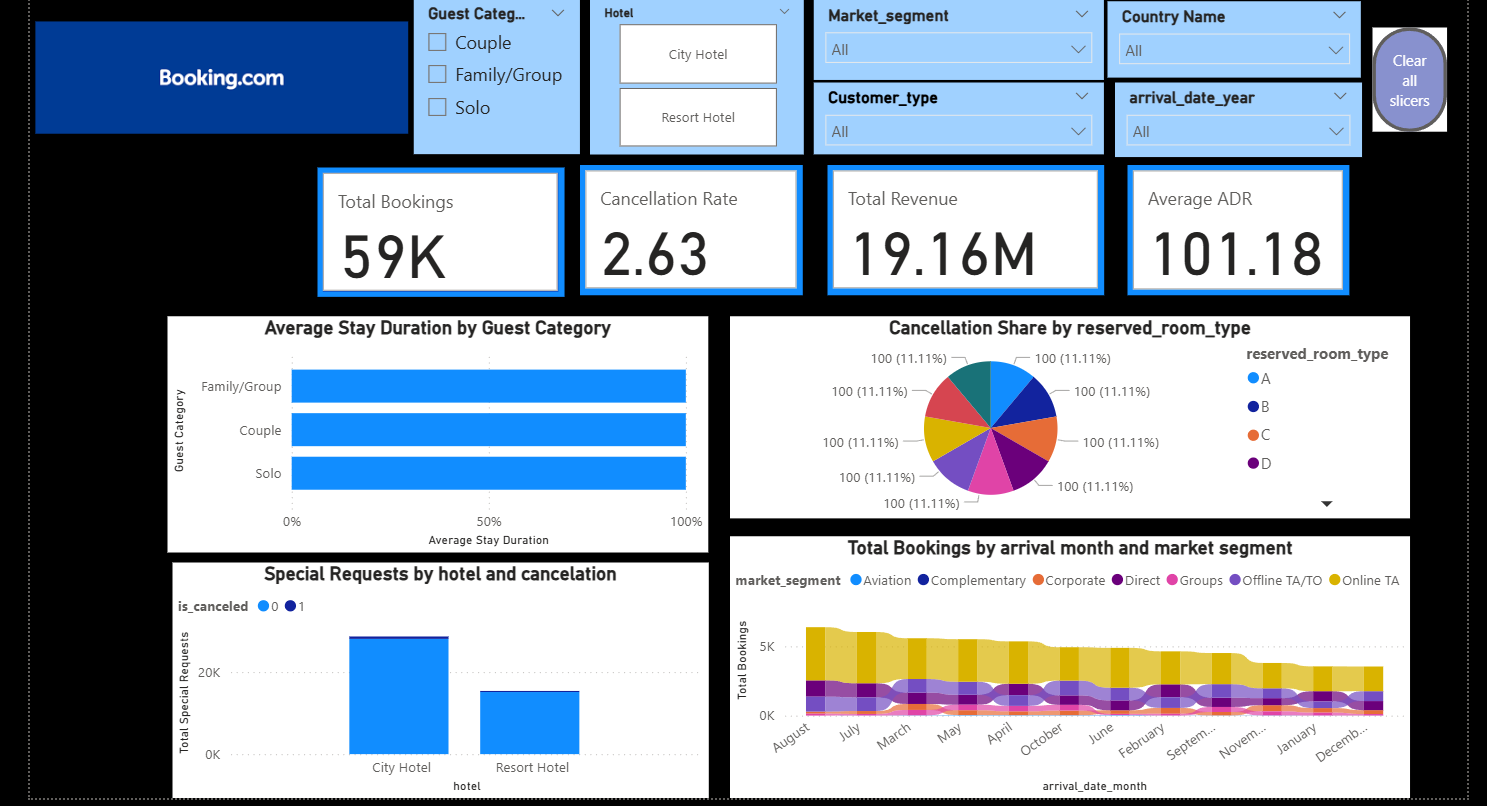 Booking.com
Guest Categ...
Couple
Family/Group
Solo
Hotel
City Hotel
Resort Hotel
Market_segment
All
Customer_type
All
Country Name
All
arrival_date_year
All
Clear
all
slicers
Total Bookings
59K
Cancellation Rate
2.63
Total Revenue
19.16M
Average ADR
101.18
Average Stay Duration by Guest Category
Guest Category
Family/Group
Couple
Solo
0% 50% 100%
Average Stay Duration
Cancellation Share by reserved_room_type
100 (11.11%)
100 (11.11%)
100 (11.11%)
100 (11.11%)
100 (11.11%)
100 (11.11%)
100 (11.11%)
100 (11.11%)
100 (11.11%)
reserved_room_type
A
B
C
D
Special Requests by hotel and cancelation
is_canceled 0 1
Total Special Requests
20K
0K
City Hotel Resort Hotel
hotel
Total Bookings by arrival month and market segment
market_segment Aviation Complementary Corporate Direct Groups Offline TA/TO Online TA
Total Bookings
5K
0K
August July March May April October June February Septem... Novem... January Decemb...
arrival_date_month